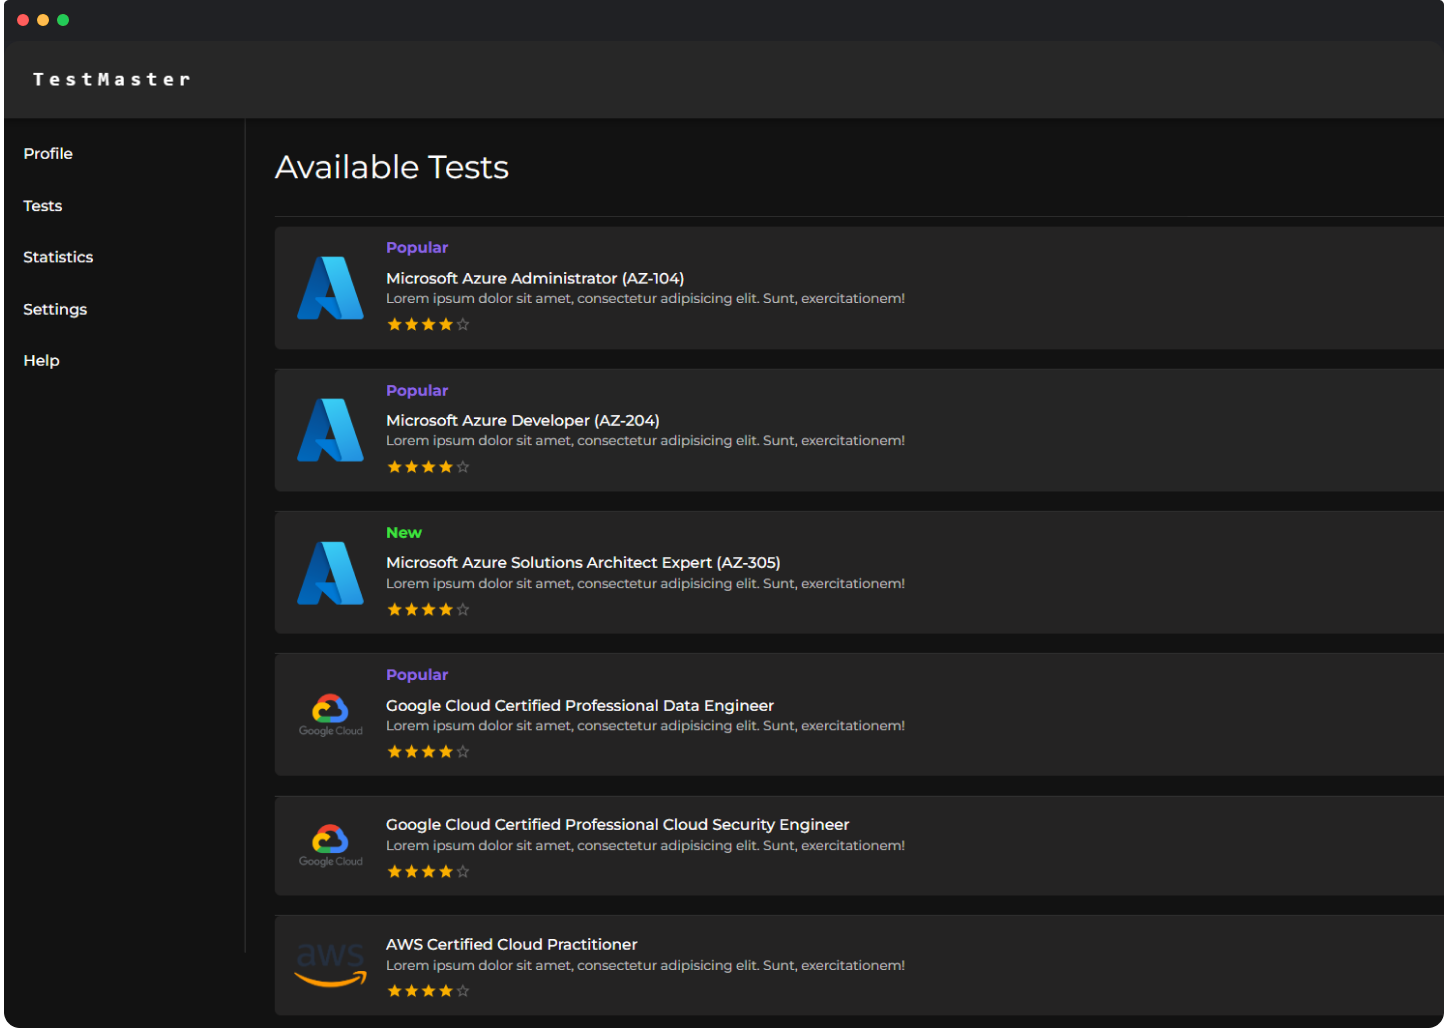 TestMaster
Profile
Tests
Statistics
Settings
Help
Available Tests
Popular
Microsoft Azure Administrator (AZ-104)
Lorem ipsum dolor sit amet, consectetur adipisicing elit. Sunt, exercitationem!
Popular
Microsoft Azure Developer (AZ-204)
Lorem ipsum dolor sit amet, consectetur adipisicing elit. Sunt, exercitationem!
New
Microsoft Azure Solutions Architect Expert (AZ-305)
Lorem ipsum dolor sit amet, consectetur adipisicing elit. Sunt, exercitationem!
Popular
Google Cloud Certified Professional Data Engineer
Lorem ipsum dolor sit amet, consectetur adipisicing elit. Sunt, exercitationem!
Google Cloud
Google Cloud Certified Professional Cloud Security Engineer
Lorem ipsum dolor sit amet, consectetur adipisicing elit. Sunt, exercitationem!
Google Cloud
AWS Certified Cloud Practitioner
aws
Lorem ipsum dolor sit amet, consectetur adipisicing elit. Sunt, exercitationem!